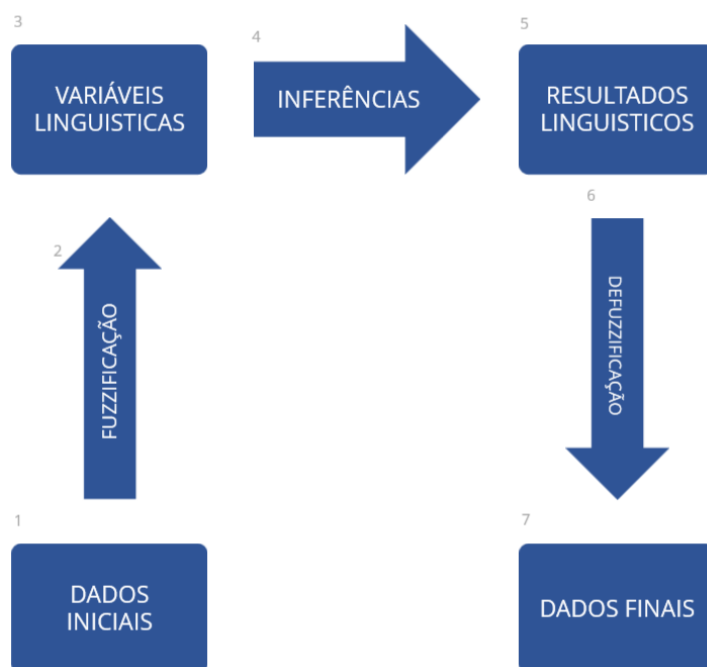 3
VARIÁVEIS
LINGUISTICAS
4
INFERÊNCIAS
5
RESULTADOS
LINGUISTICOS
2
FUZZIFICAÇÃO
6
DEFUZZIFICAÇÃO
1
DADOS
INICIAIS
7
DADOS FINAIS